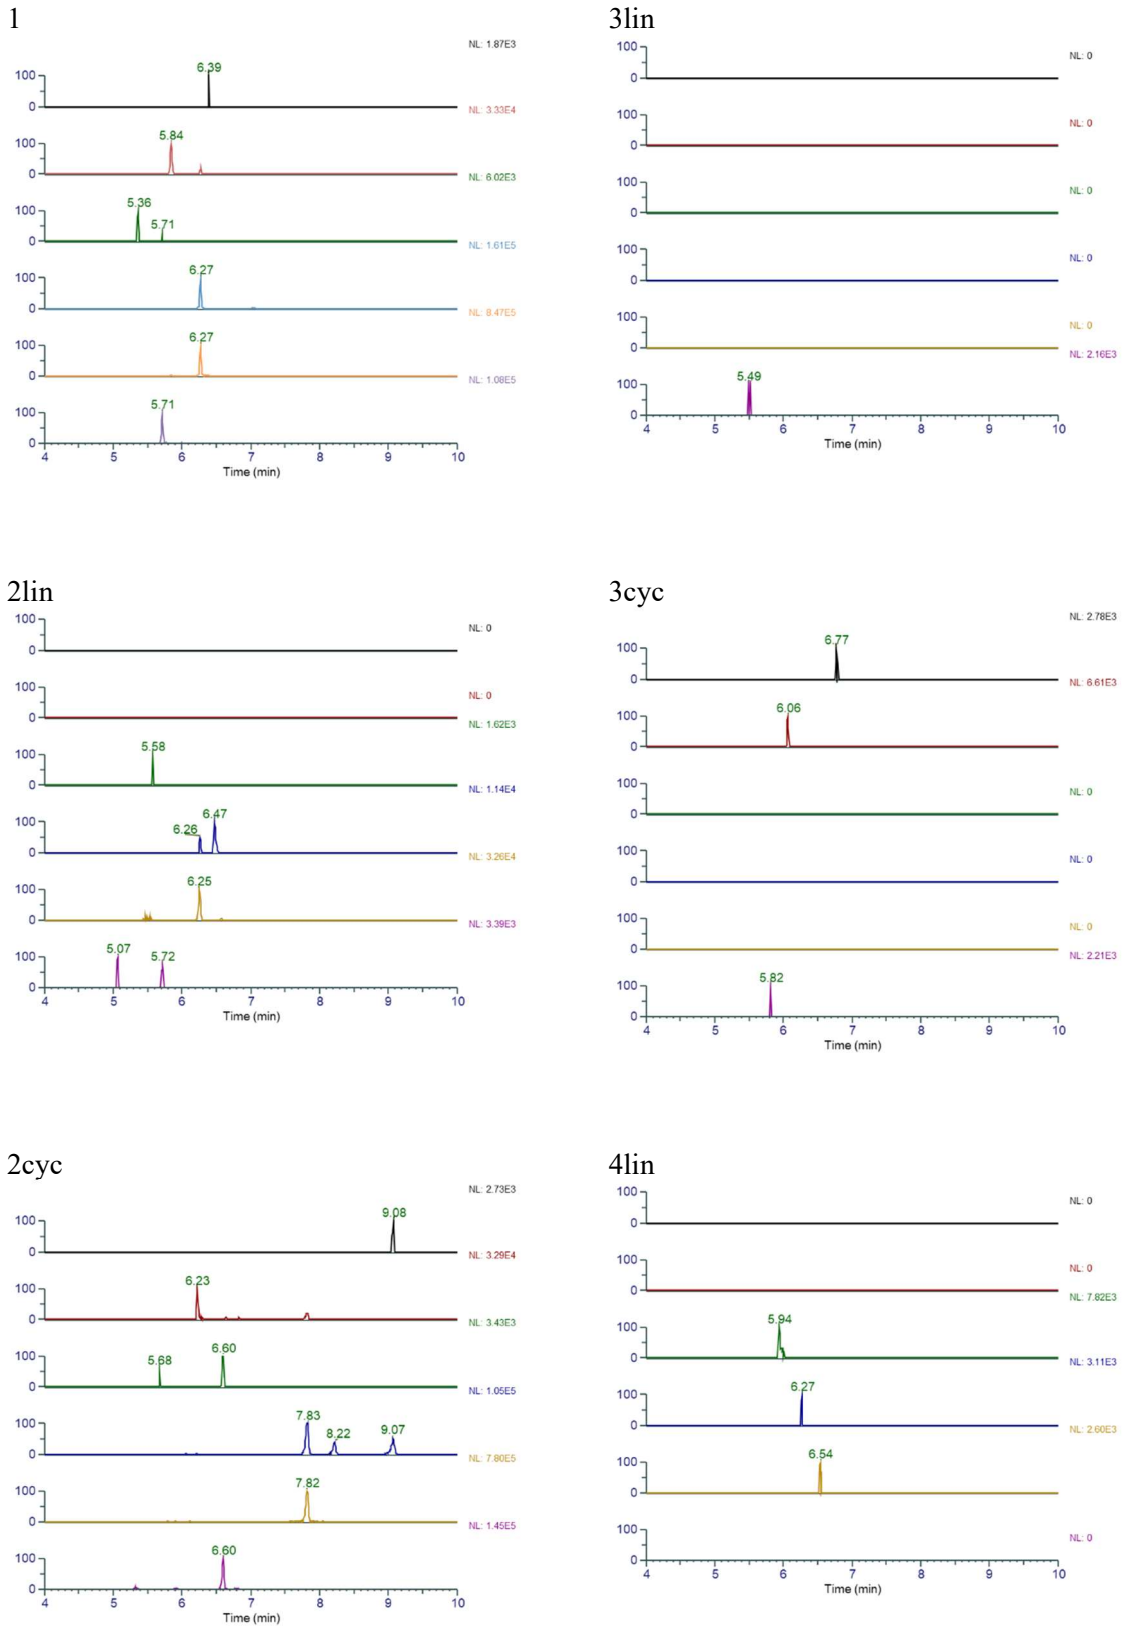 1
NL: 1.87E3
6.39
100
0
NL: 3.33E4
5.84
100
0
NL: 6.02E3
5.36
5.71
100
0
NL: 1.61E5
6.27
100
0
NL: 8.47E5
6.27
100
0
NL: 1.08E5
5.71
100
0
4 5 6 7 8 9 10
Time (min)
3lin
100
0
NL: 0
100
0
NL: 0
100
0
NL: 0
100
0
NL: 0
100
0
NL: 0
NL: 2.16E3
5.49
100
0
4 5 6 7 8 9 10
Time (min)
2lin
100
0
NL: 0
100
0
NL: 0
NL: 1.62E3
5.58
100
0
NL: 1.14E4
6.47
6.26
100
0
NL: 3.26E4
6.25
100
0
NL: 3.39E3
5.07
5.72
100
0
4 5 6 7 8 9 10
Time (min)
3cyc
NL: 2.78E3
6.77
100
0
NL: 6.61E3
6.06
100
0
100
0
NL: 0
100
0
NL: 0
100
0
NL: 0
NL: 2.21E3
5.82
100
0
4 5 6 7 8 9 10
Time (min)
2cyc
NL: 2.73E3
9.08
100
0
NL: 3.29E4
6.23
100
0
NL: 3.43E3
6.60
5.68
100
0
NL: 1.05E5
7.83
8.22
9.07
100
0
NL: 7.80E5
7.82
100
0
NL: 1.45E5
6.60
100
0
4 5 6 7 8 9 10
Time (min)
4lin
100
0
NL: 0
100
0
NL: 0
NL: 7.82E3
5.94
100
0
NL: 3.11E3
6.27
100
0
NL: 2.60E3
6.54
100
0
100
0
NL: 0
4 5 6 7 8 9 10
Time (min)